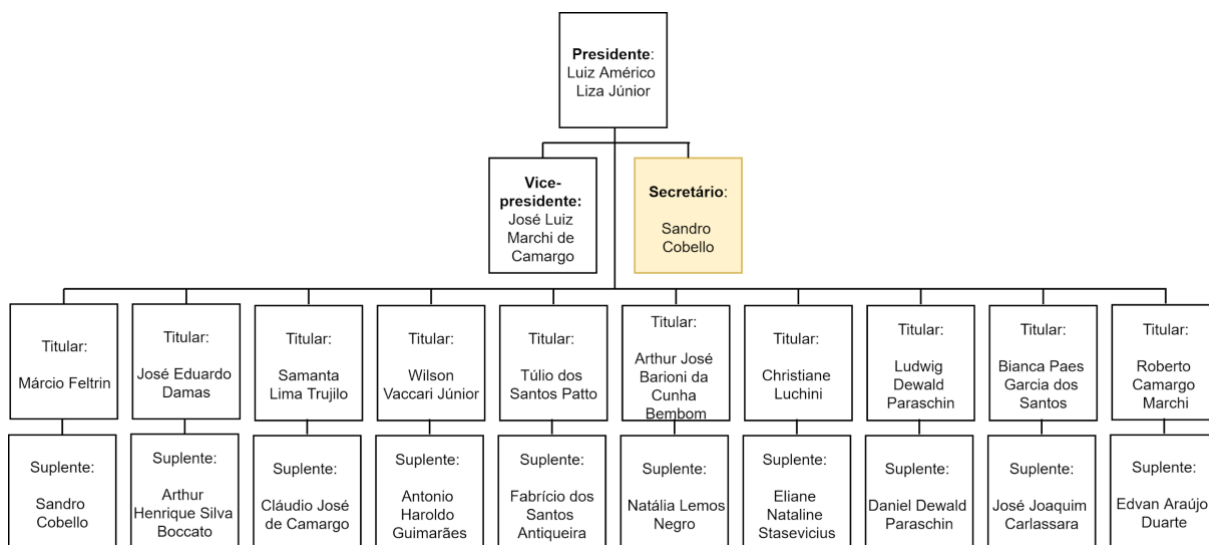 Presidente:
Luiz Américo
Liza Júnior
Vice-
presidente:
José Luiz
Marchi de
Camargo
Secretário:
Sandro
Cobello
Titular:
Márcio Feltrin
Titular:
José Eduardo
Damas
Titular:
Samanta
Lima Trujilo
Titular:
Wilson
Vaccari Júnior
Titular:
Túlio dos
Santos Patto
Titular:
Arthur José
Barioni da
Cunha
Bembom
Titular:
Christiane
Luchini
Titular:
Ludwig
Dewald
Paraschin
Titular:
Bianca Paes
Garcia dos
Santos
Titular:
Roberto
Camargo
Marchi
Suplente:
Sandro
Cobello
Suplente:
Arthur
Henrique Silva
Boccato
Suplente:
Cláudio José
de Camargo
Suplente:
Antonio
Haroldo
Guimarães
Suplente:
Fabrício dos
Santos
Antiqueira
Suplente:
Natália Lemos
Negro
Suplente:
Eliane
Nataline
Stasevicius
Suplente:
Daniel Dewald
Paraschin
Suplente:
José Joaquim
Carlassara
Suplente:
Edvan Araújo
Duarte